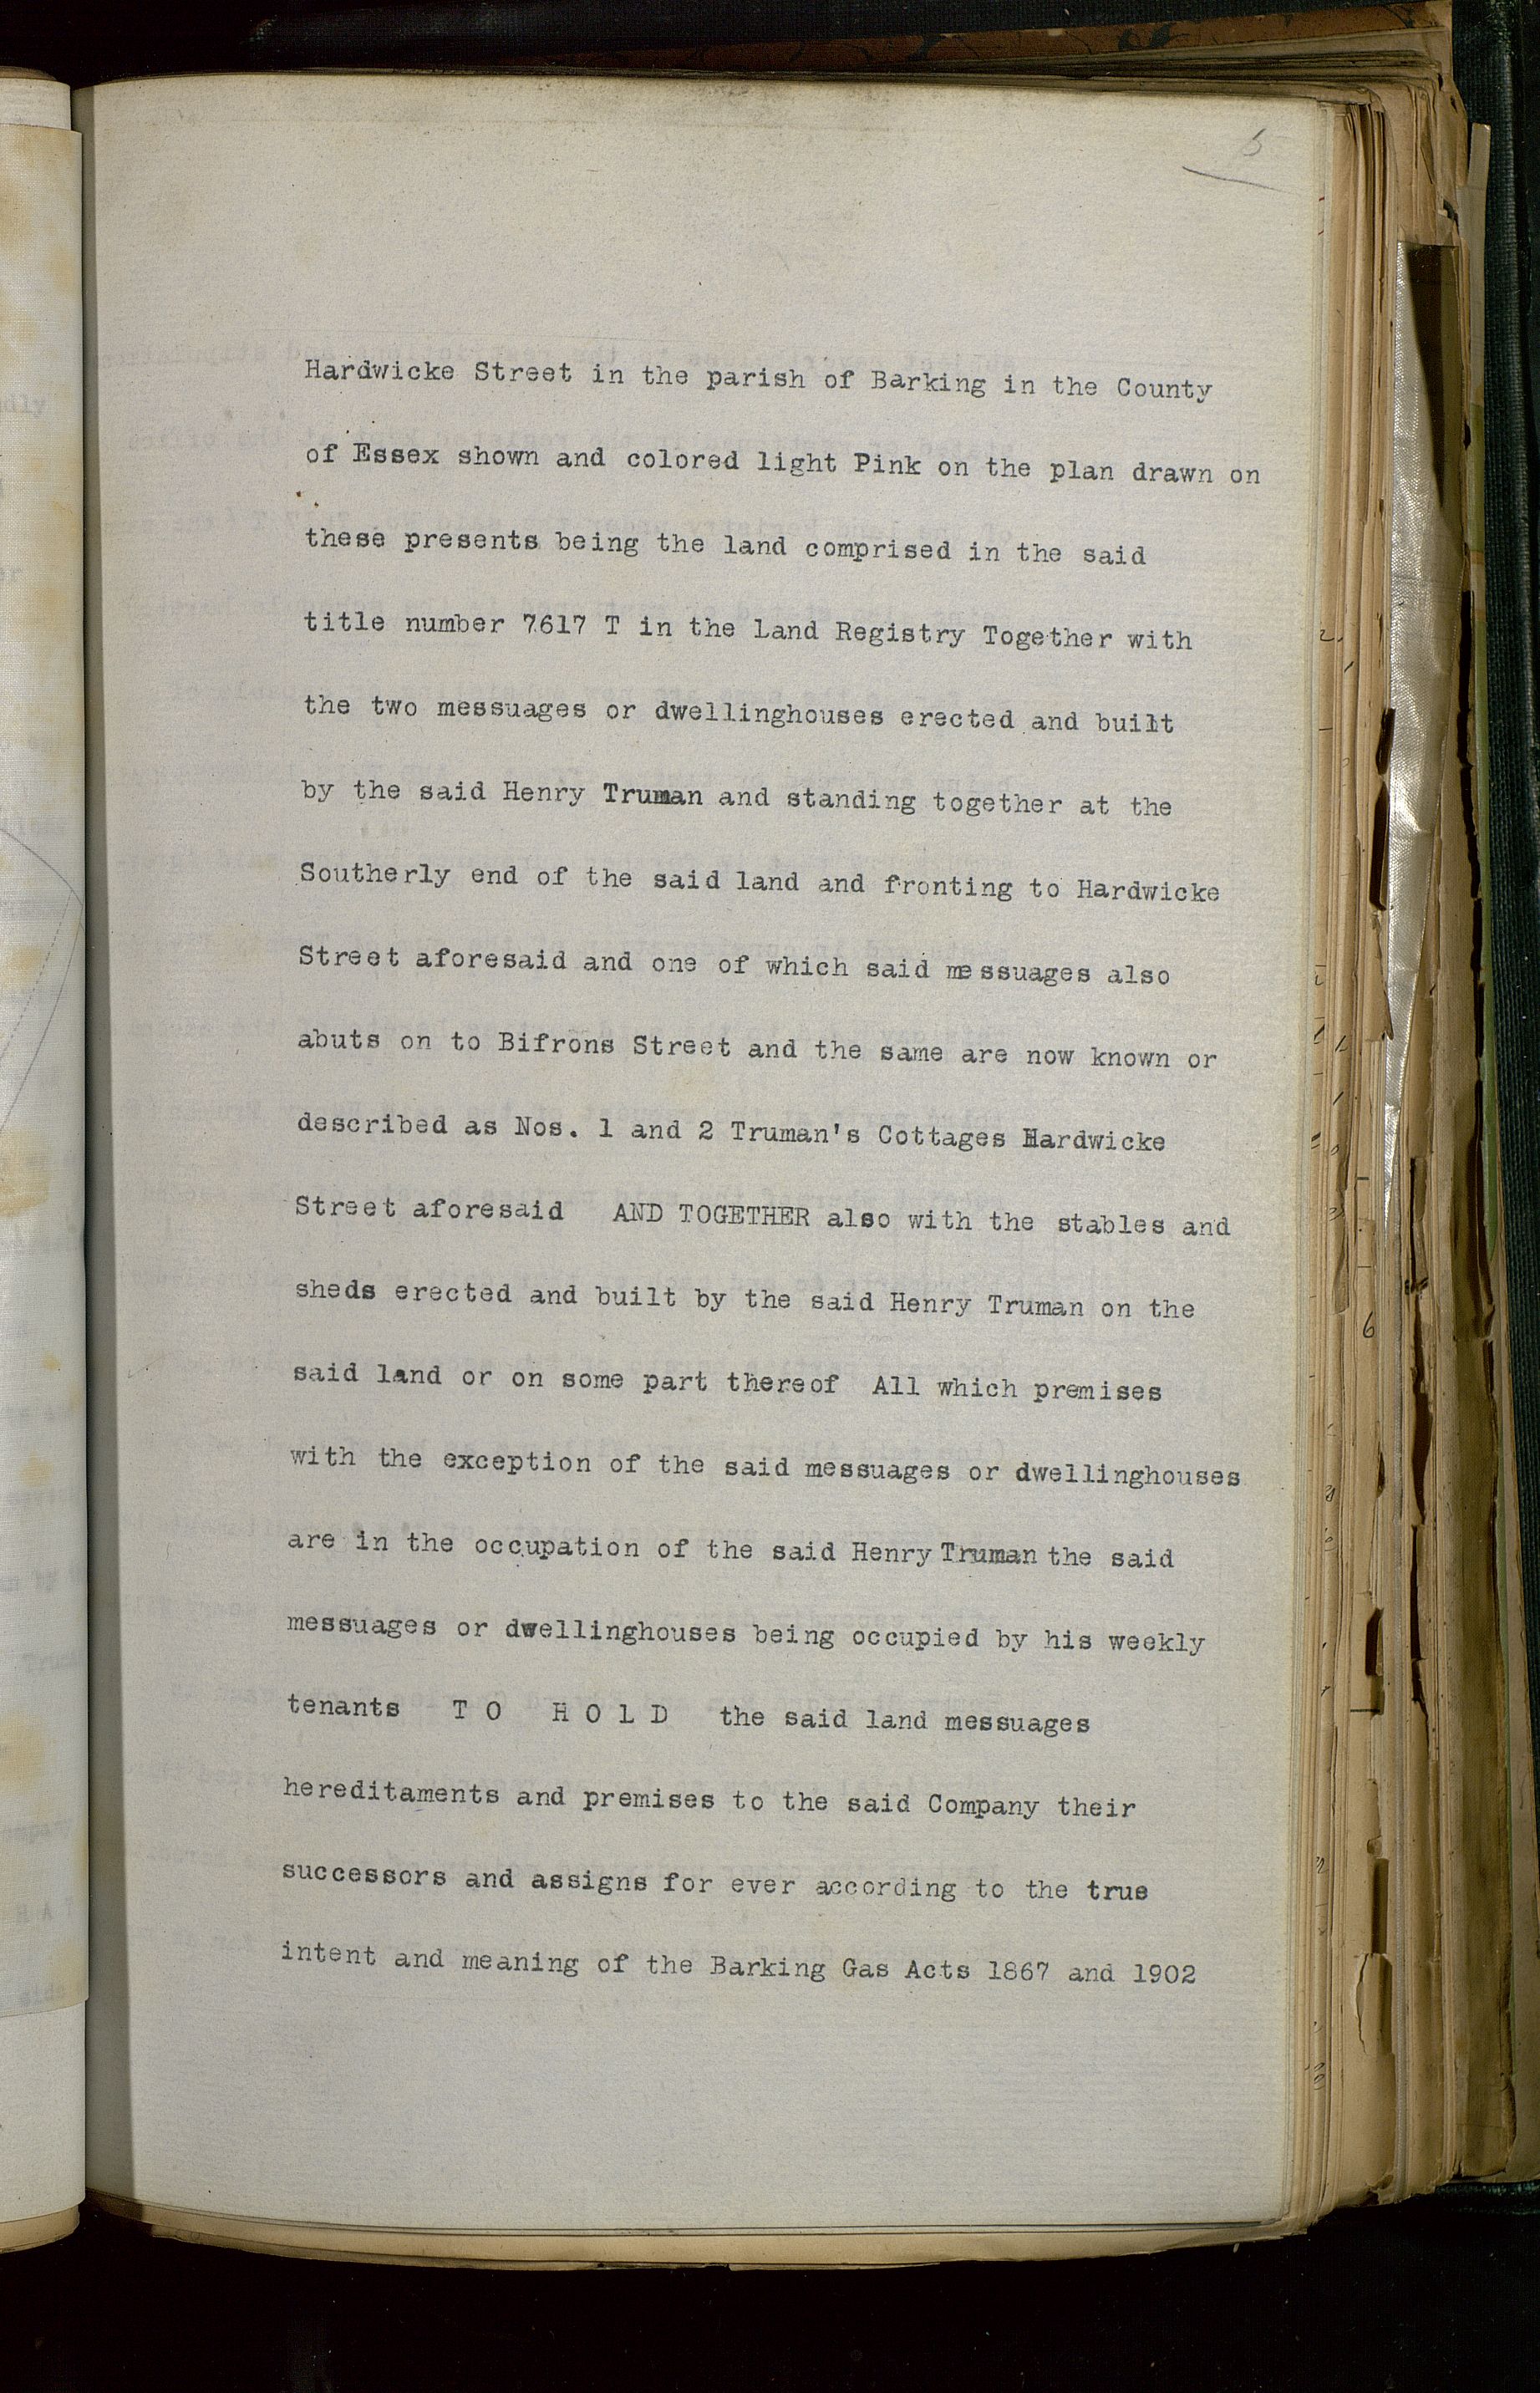 5
Hardwicke Street in the parish of Barking in the County
of Essex shown and colored light Pink on the plan drawn on
these presents being the land comprised in the said
title number 7617 T in the Land Registry Together with
the two messuages or dwellinghouses erected and built
by the said Henry Truman and standing together at the
Southerly end of the said land and fronting to Hardwicke
Street aforesaid and one of which said messuages also
abuts on to Bifrons Street and the same are now known or
described as Nos. 1 and 2 Truman's Cottages Hardwicke
Street aforesaid AND TOGETHER also with the stables and
sheds erected and built by the said Henry Truman on the
said land or on some part thereof All which premises
with the exception of the said messuages or dwellinghouses
are in the occupation of the said Henry Truman the said
messuages or dwellinghouses being occupied by his weekly
tenants T O H O L D the said land messuages
hereditaments and premises to the said Company their
successors and assigns for ever according to the true
intent and meaning of the Barking Gas Acts 1867 and 1902